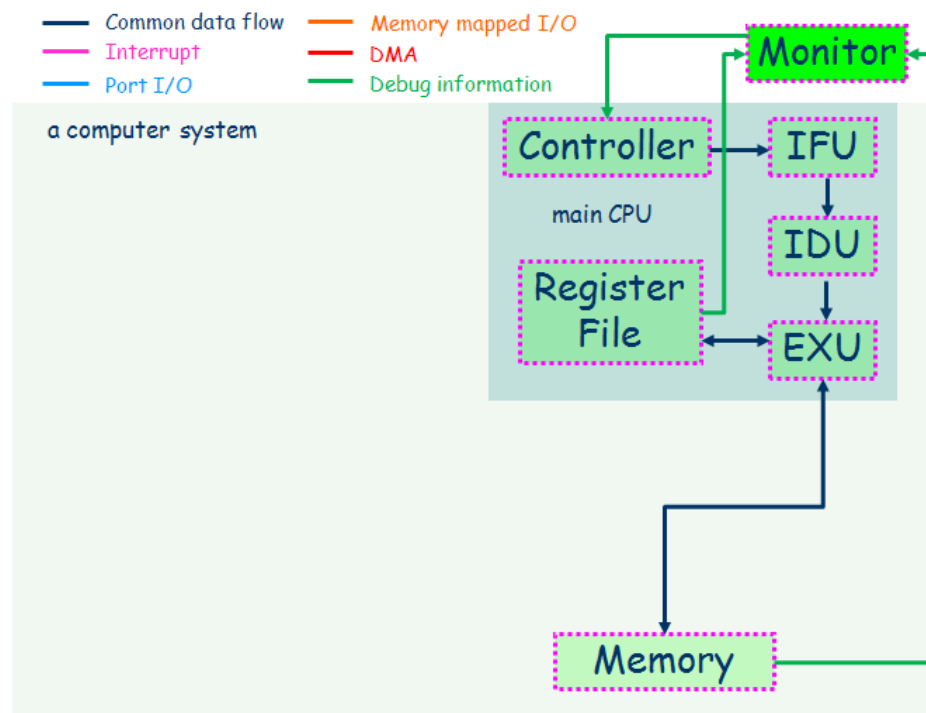 Common data flow
Memory mapped I/O
Interrupt
DMA
Port I/O
Debug information
Monitor
a computer system
Controller
IFU
main CPU
IDU
Register
File
EXU
Memory